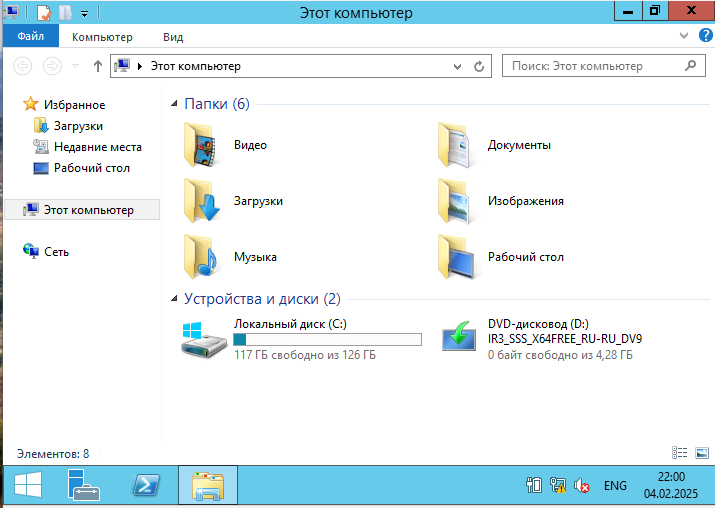 Этот компьютер
Файл Компьютер Вид
Этот компьютер
Поиск: Этот компьютер
Избранное
Загрузки
Недавние места
Рабочий стол
Этот компьютер
Сеть
Папки (6)
Видео
Документы
Загрузки
Изображения
Музыка
Рабочий стол
Устройства и диски (2)
Локальный диск (C:)
117 ГБ свободно из 126 ГБ
DVD-дисковод (D:)
IR3_SSS_X64FREE_RU-RU_DV9
0 байт свободно из 4,28 ГБ
Элементов: 8
ENG
22:00
04.02.2025